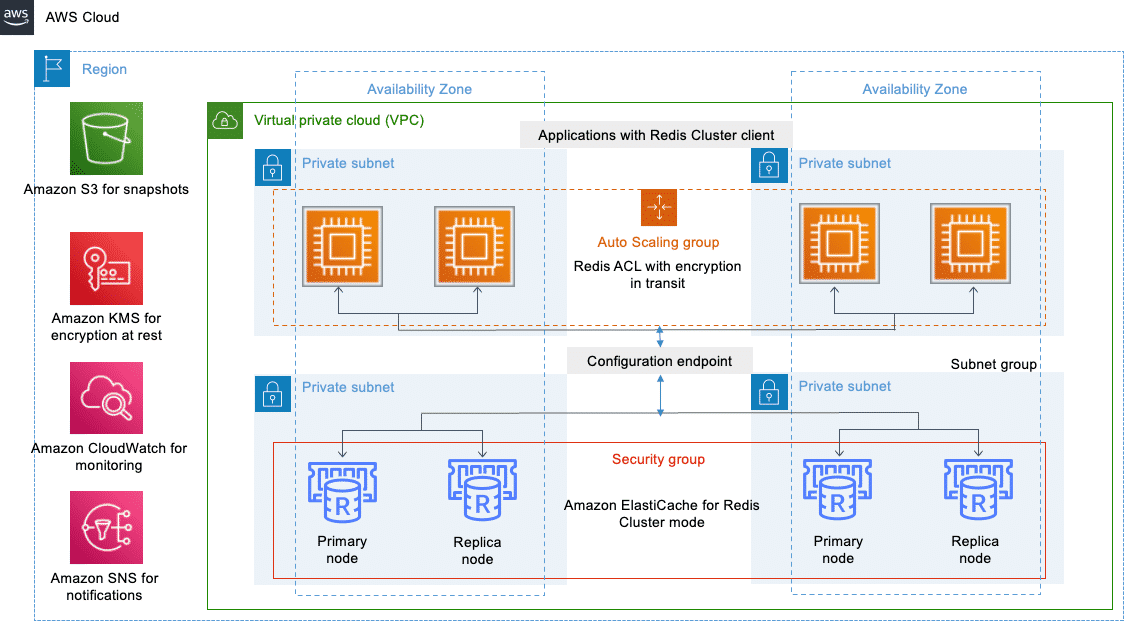 aws
AWS Cloud
Region
Availability Zone
Availability Zone
Virtual private cloud (VPC)
Applications with Redis Cluster client
Private subnet
Private subnet
Amazon S3 for snapshots
Auto Scaling group
Redis ACL with encryption
in transit
Amazon KMS for
encryption at rest
Configuration endpoint
Subnet group
Private subnet
Private subnet
Amazon CloudWatch for
monitoring
Security group
R
R
R
R
Amazon ElastiCache for Redis
Cluster mode
Primary
node
Replica
node
Primary
node
Replica
node
Amazon SNS for
notifications